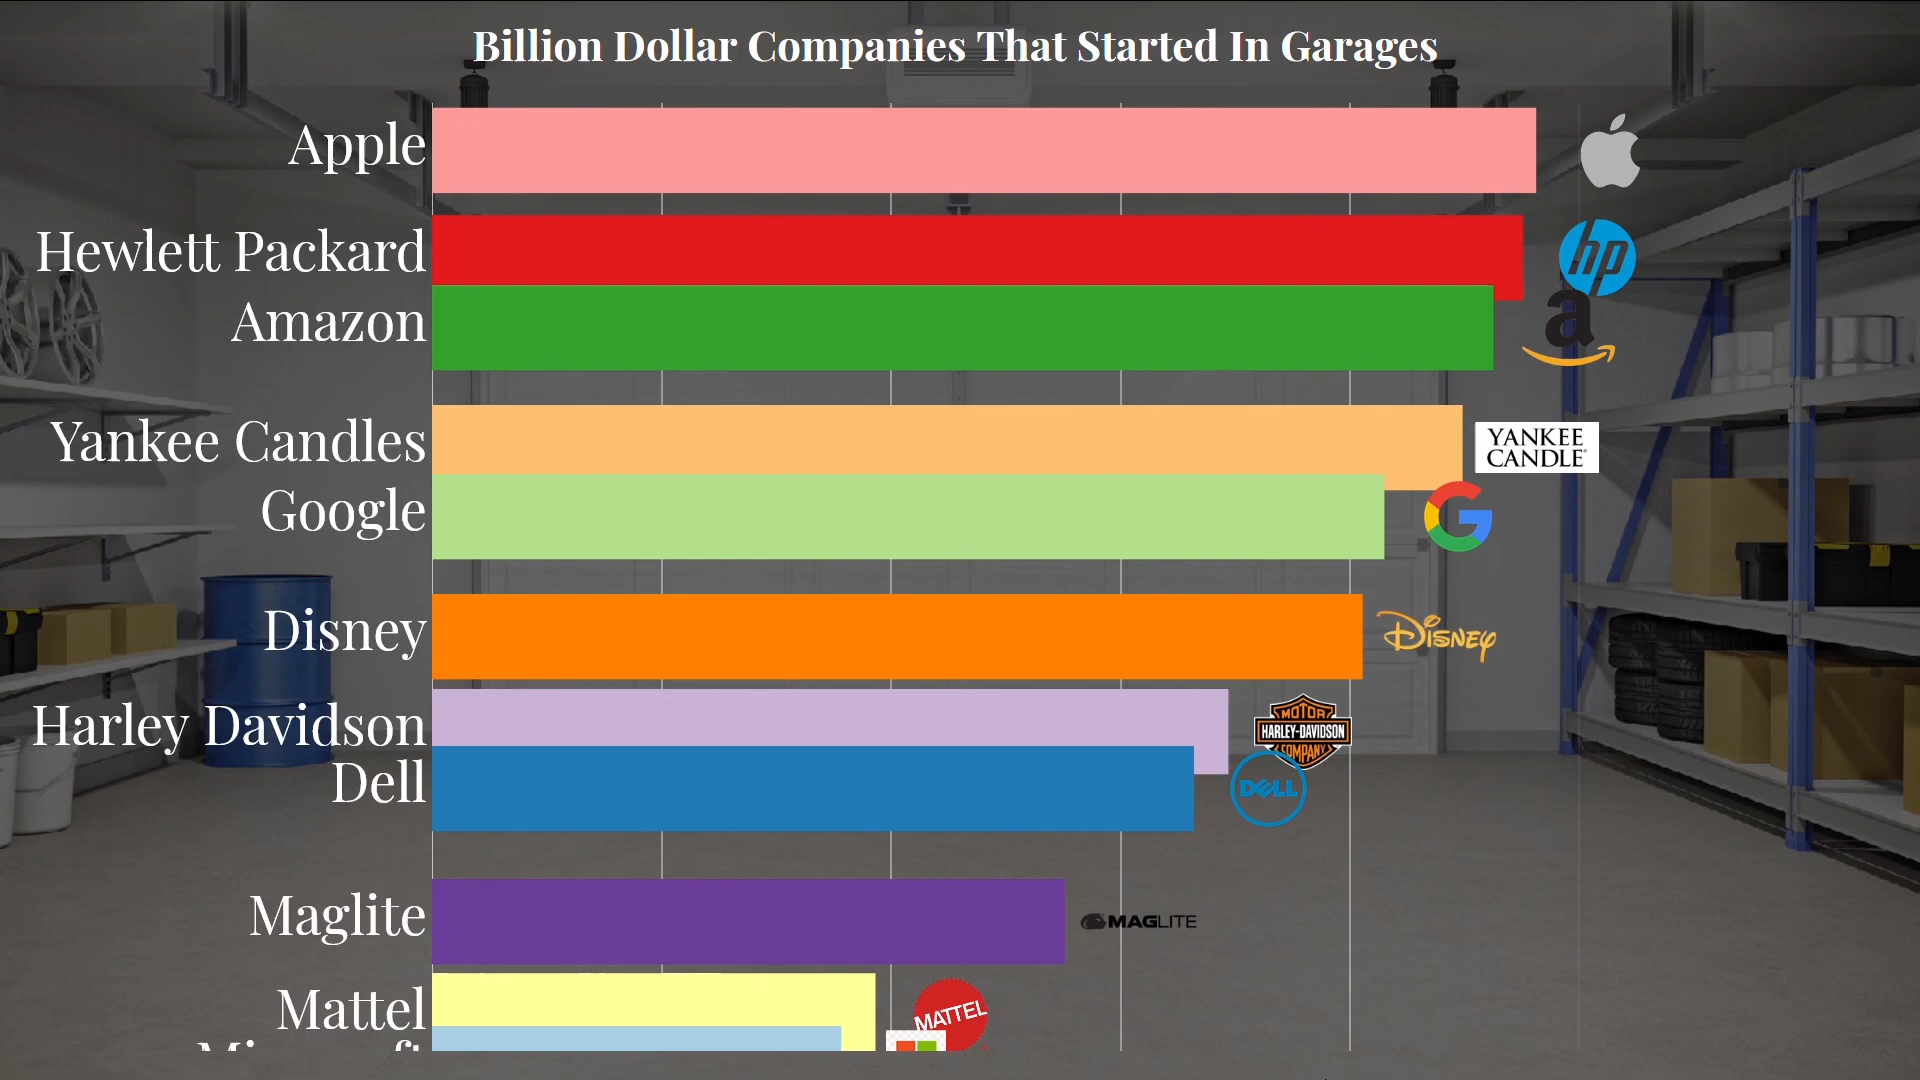 Billion Dollar Companies That Started In Garages
Apple
Hewlett Packard
hp
Amazon
a
Yankee Candles
YANKEE
CANDLE
Google
G
Disney
DISNEY
Harley Davidson
MOTOR
HARLEY-DAVIDSON
COMPANY
Dell
DELL
Maglite
MAGLITE
Mattel
MATTEL